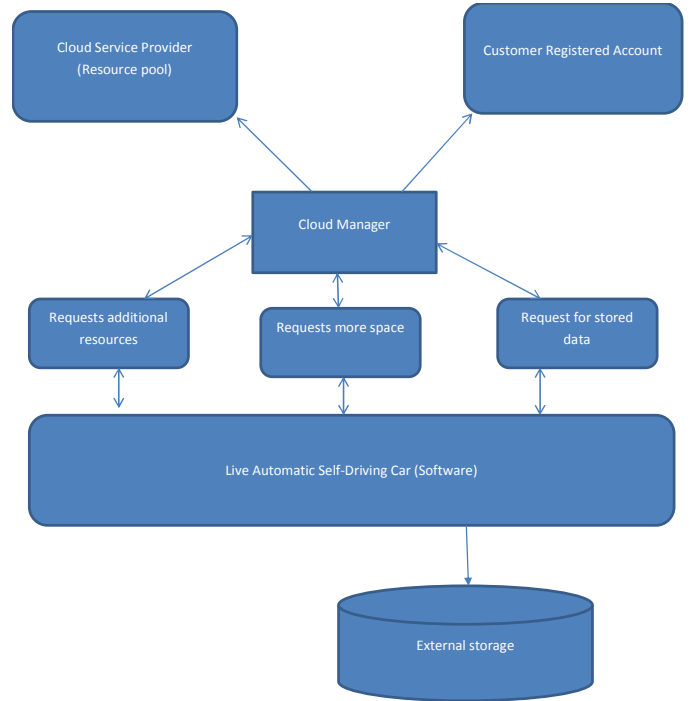 Cloud Service Provider
(Resource pool)
Customer Registered Account
Cloud Manager
Requests additional
resources
Requests more space
Request for stored
data
Live Automatic Self-Driving Car (Software)
External storage